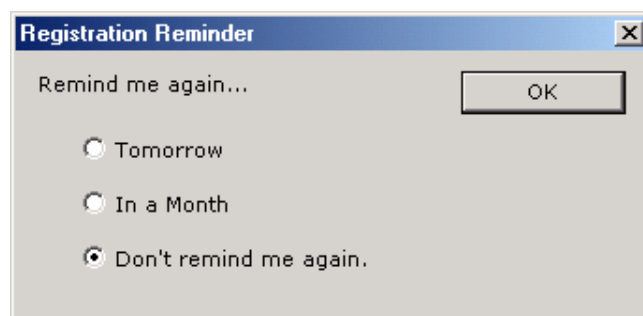 Registration Reminder
Remind me again...
OK
Tomorrow
In a Month
Don't remind me again.